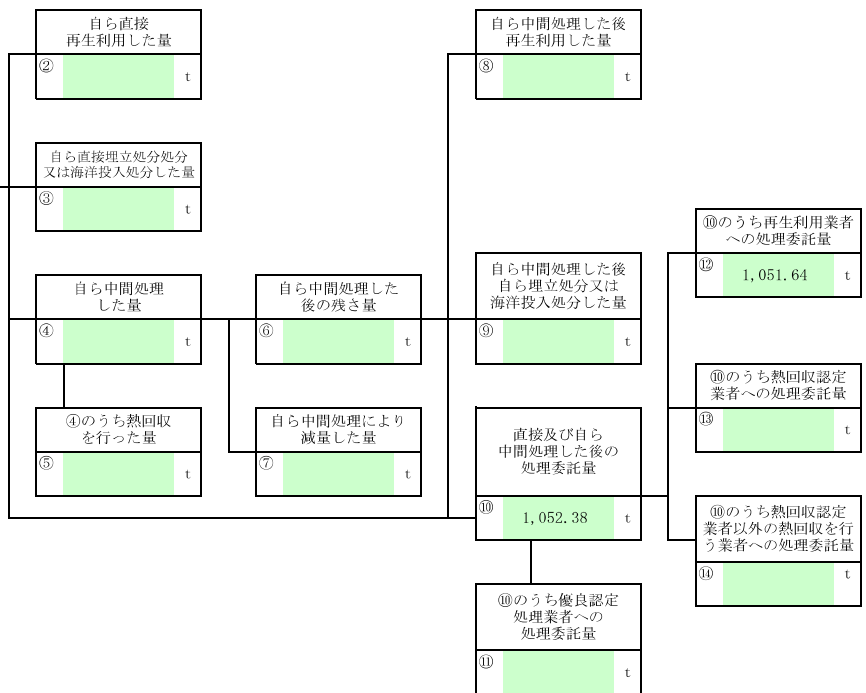 自ら直接
再生利用した量
②
t
自ら中間処理した後
再生利用した量
⑧
t
自ら直接埋立処分処分
又は海洋投入処分した量
③
t
⑩のうち再生利用業者
への処理委託量
⑫
1,051.64
t
自ら中間処理
した量
④
t
自ら中間処理した
後の残さ量
⑥
t
自ら中間処理した後
自ら埋立処分又は
海洋投入処分した量
⑨
t
⑩のうち熱回収認定
業者への処理委託量
⑬
t
④のうち熱回収
を行った量
⑤
t
自ら中間処理により
減量した量
⑦
t
直接及び自ら
中間処理した後の
処理委託量
⑩
1,052.38
t
⑩のうち熱回収認定
業者以外の熱回収を行
う業者への処理委託量
⑭
t
⑩のうち優良認定
処理業者への
処理委託量
⑪
t